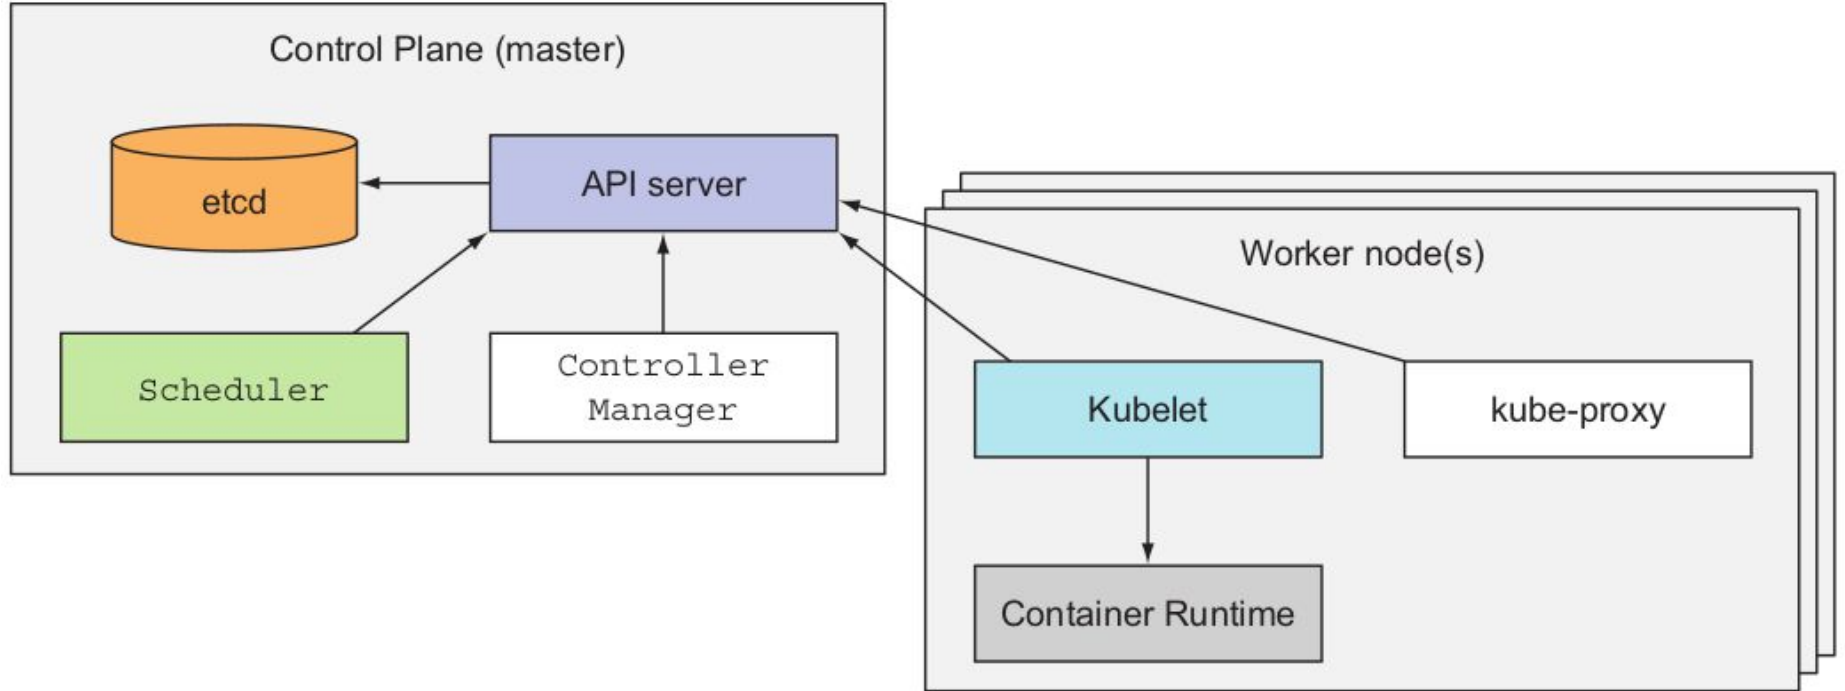 Control Plane (master)
etcd
API server
Scheduler
Controller
Manager
Worker node(s)
Kubelet
kube-proxy
Container Runtime